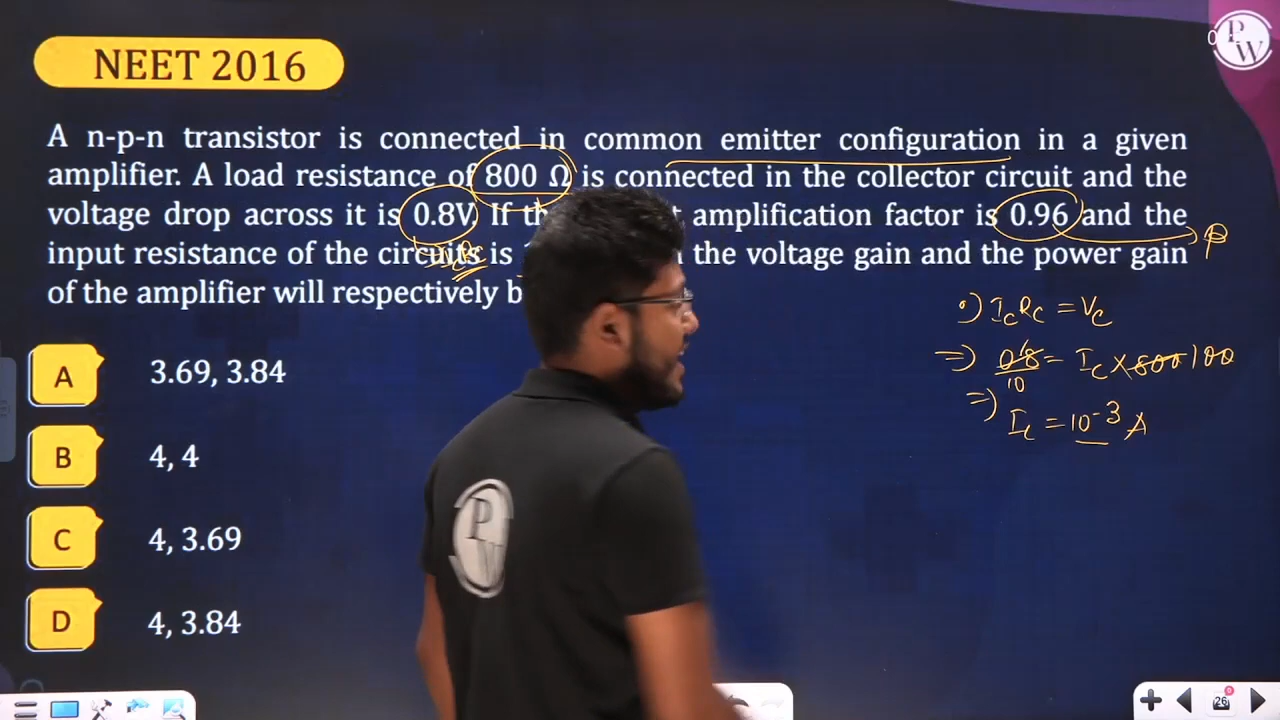 NEET 2016
PW
A n-p-n transistor is connected in common emitter configuration in a given
amplifier. A load resistance of 800 Ω is connected in the collector circuit and the
voltage drop across it is 0.8V. If amplification factor is 0.96 and the
input resistance of the circuits is the voltage gain and the power gain
of the amplifier will respectively
β
I_C R_C = V_C
⇒ 0.8 = I_C × 800 100
10
⇒ I_C = 10⁻³ A
A 3.69, 3.84
B 4, 4
C 4, 3.69
D 4, 3.84
PW
26